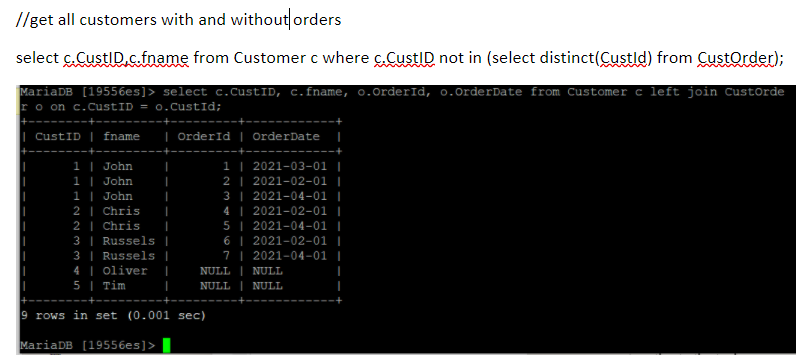 //get all customers with and without orders
select c.CustID,c.fname from Customer c where c.CustID not in (select distinct(CustId) from CustOrder);
MariaDB [19556es]> select c.CustID, c.fname, o.OrderId, o.OrderDate from Customer c left join CustOrde
r o on c.CustID = o.CustId;
+--------+---------+---------+------------+
| CustID | fname   | OrderId | OrderDate  |
+--------+---------+---------+------------+
|      1 | John    |       1 | 2021-03-01 |
|      1 | John    |       2 | 2021-02-01 |
|      1 | John    |       3 | 2021-04-01 |
|      2 | Chris   |       4 | 2021-02-01 |
|      2 | Chris   |       5 | 2021-04-01 |
|      3 | Russels |       6 | 2021-02-01 |
|      3 | Russels |       7 | 2021-04-01 |
|      4 | Oliver  |    NULL | NULL       |
|      5 | Tim     |    NULL | NULL       |
+--------+---------+---------+------------+
9 rows in set (0.001 sec)
MariaDB [19556es]>